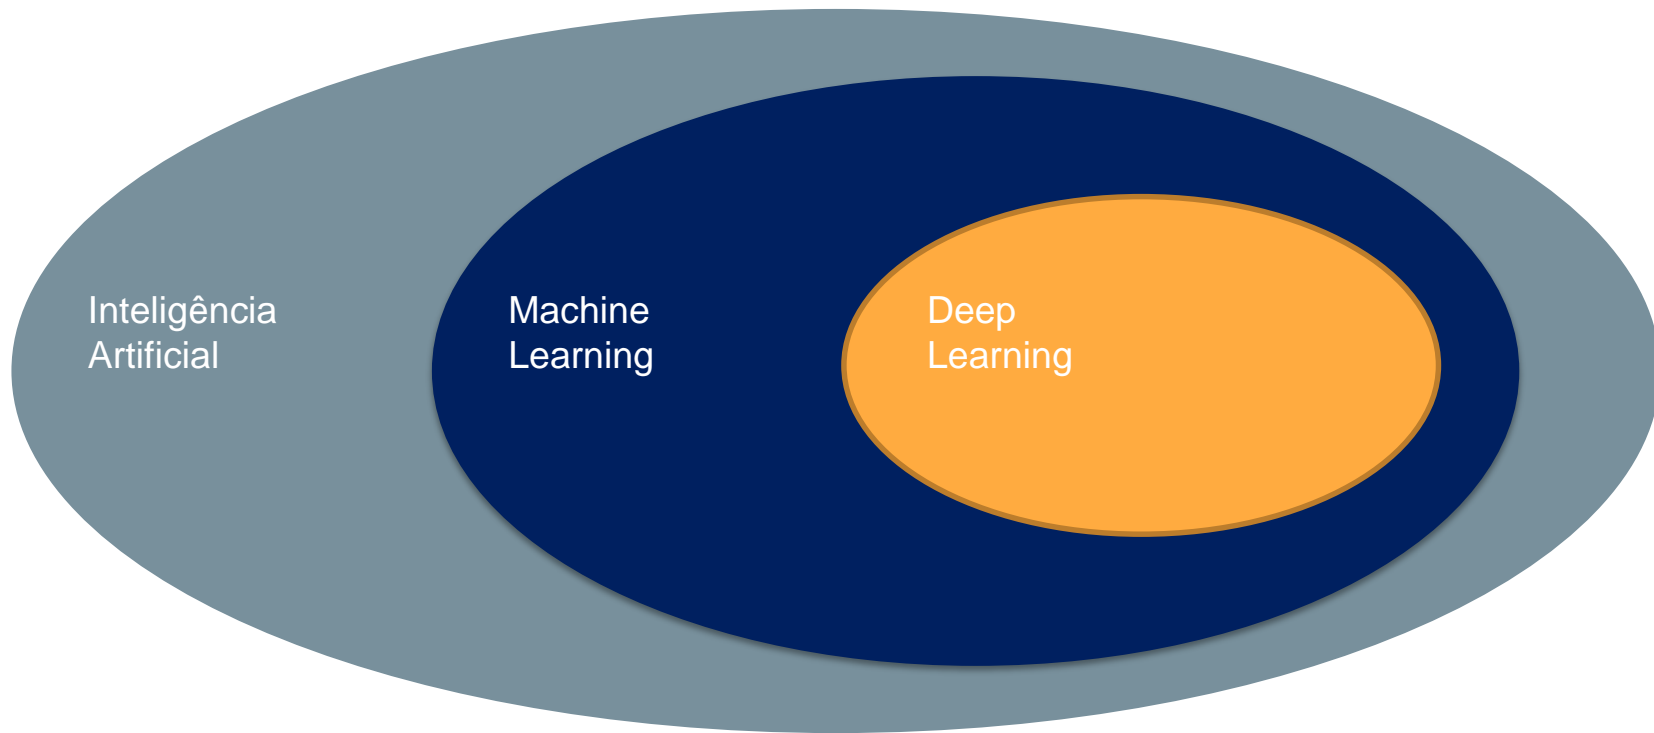 Inteligência
Artificial
Machine
Learning
Deep
Learning